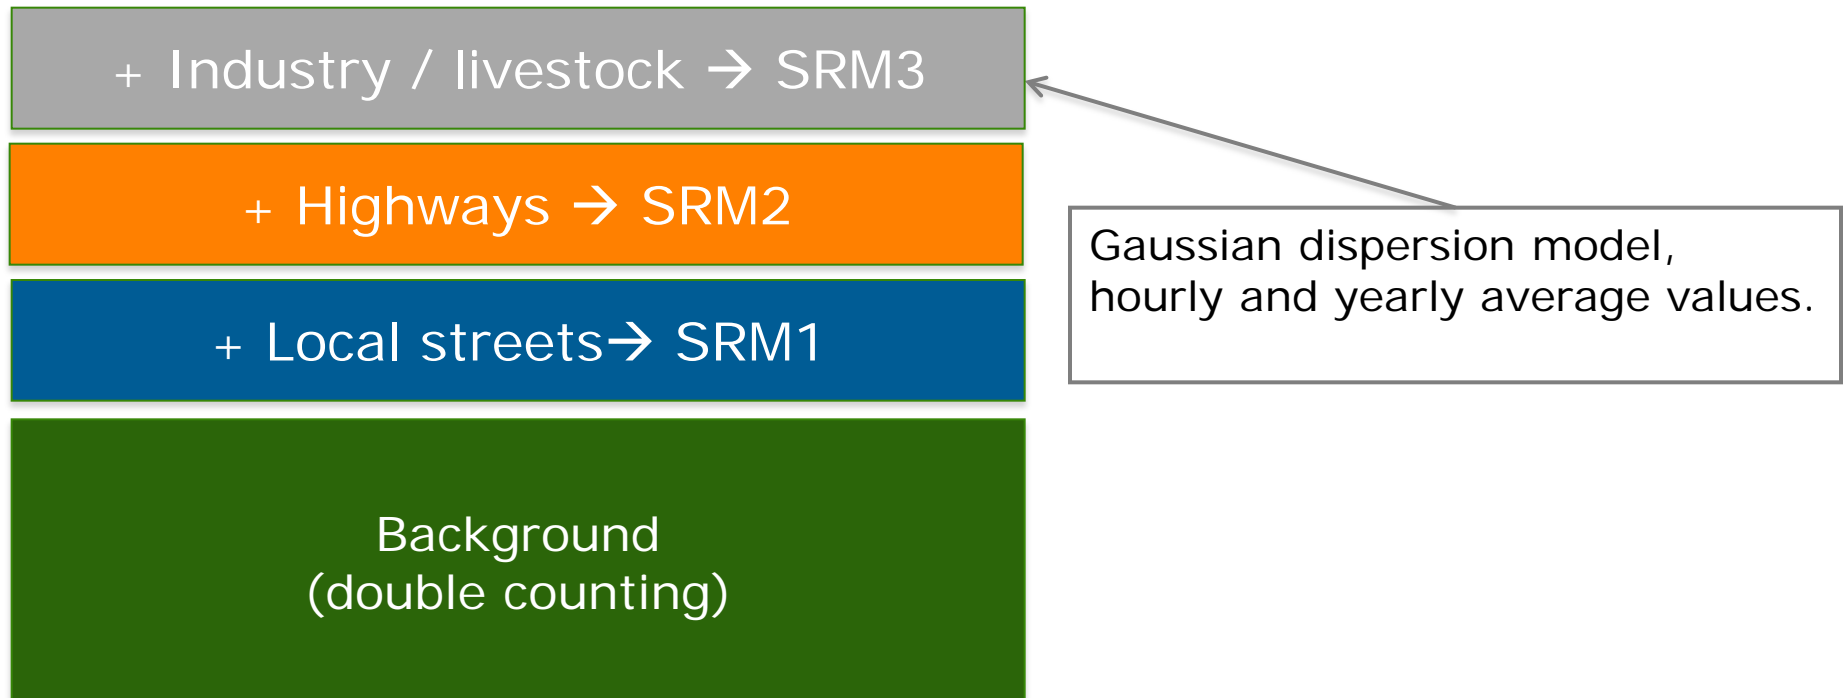 + Industry / livestock → SRM3
+ Highways → SRM2
+ Local streets→ SRM1
Background
(double counting)
Gaussian dispersion model,
hourly and yearly average values.